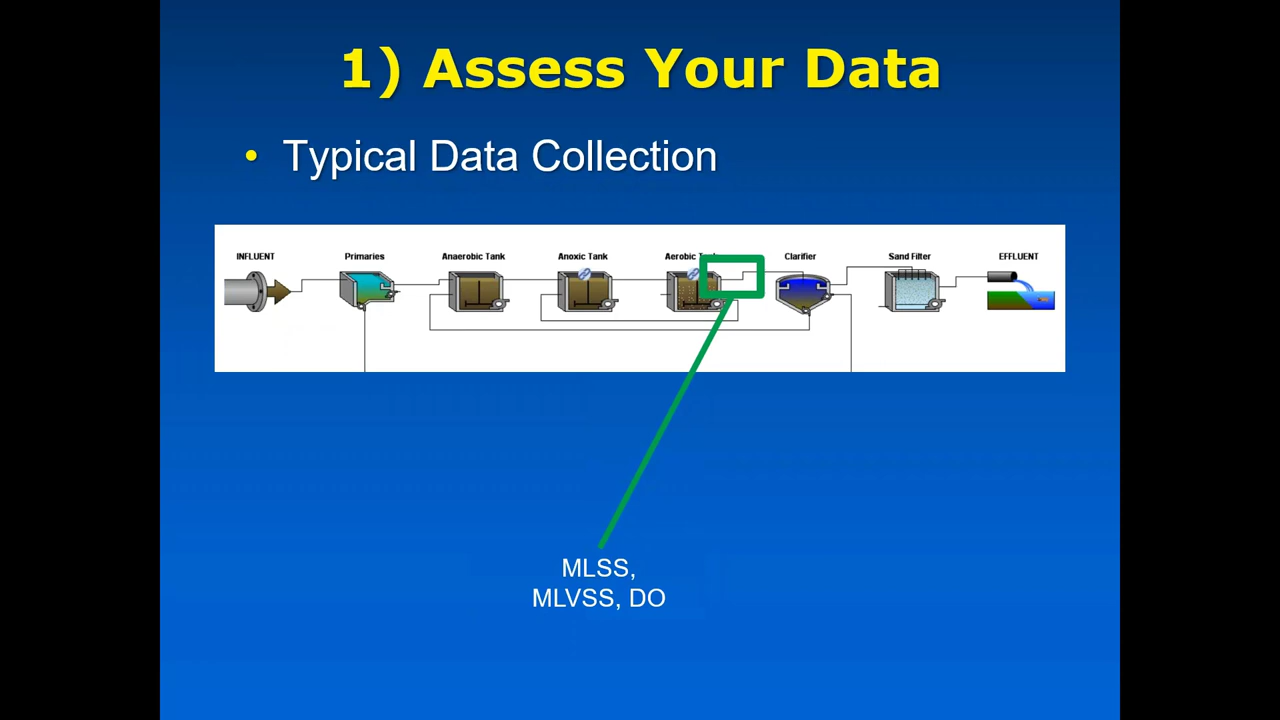 1) Assess Your Data
• Typical Data Collection
INFLUENT Primaries Anaerobic Tank Anoxic Tank Aerobic Clarifier Sand Filter EFFLUENT
MLSS,
MLVSS, DO